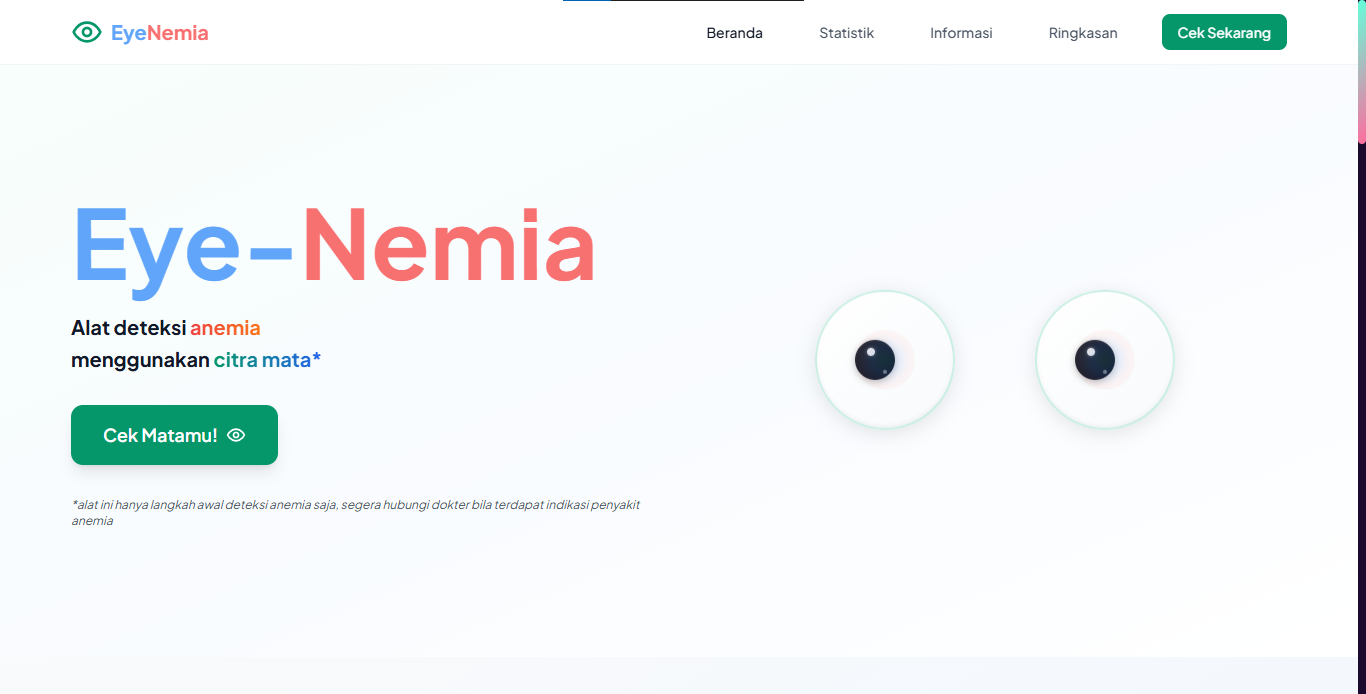 EyeNemia
Beranda
Statistik
Informasi
Ringkasan
Cek Sekarang
Eye-Nemia
Alat deteksi anemia
menggunakan citra mata*
Cek Matamu!
*alat ini hanya langkah awal deteksi anemia saja, segera hubungi dokter bila terdapat indikasi penyakit
anemia